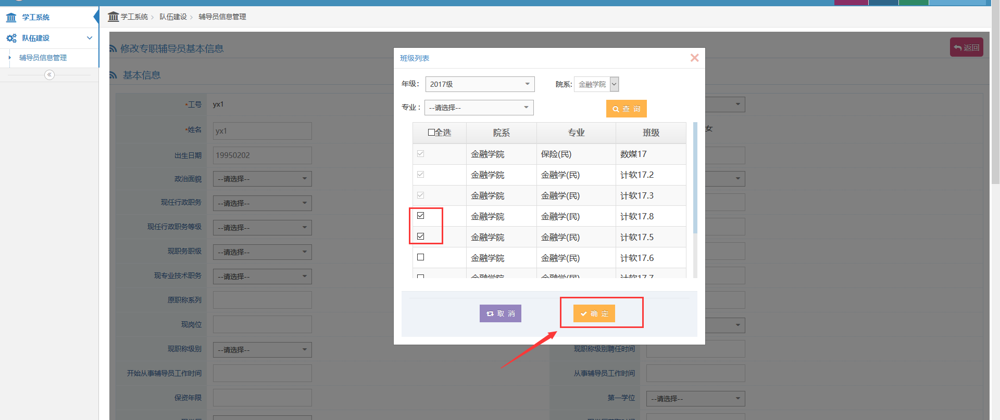 学工系统
队伍建设
辅导员信息管理
学工系统 队伍建设 辅导员信息管理
修改专职辅导员基本信息
返回
基本信息
*工号 yx1
*姓名 yx1
女
出生日期 19950202
政治面貌 --请选择--
现任行政职务 --请选择--
现任行政职务等级 --请选择--
现职务职级 --请选择--
现专业技术职务 --请选择--
原职称系列
现岗位
现职称级别 --请选择--
现职称级别聘任时间
开始从事辅导员工作时间
从事辅导员工作时间
保资年限
第一学位 --请选择--
班级列表
年级: 2017级 院系: 金融学院
专业: --请选择-- 查 询
全选 院系 专业 班级
金融学院 保险(民) 数媒17
金融学院 金融学(民) 计软17.2
金融学院 金融学(民) 计软17.3
金融学院 金融学(民) 计软17.8
金融学院 金融学(民) 计软17.5
金融学院 金融学(民) 计软17.6
金融学院 金融学(民) 计软17.7
取 消 确 定